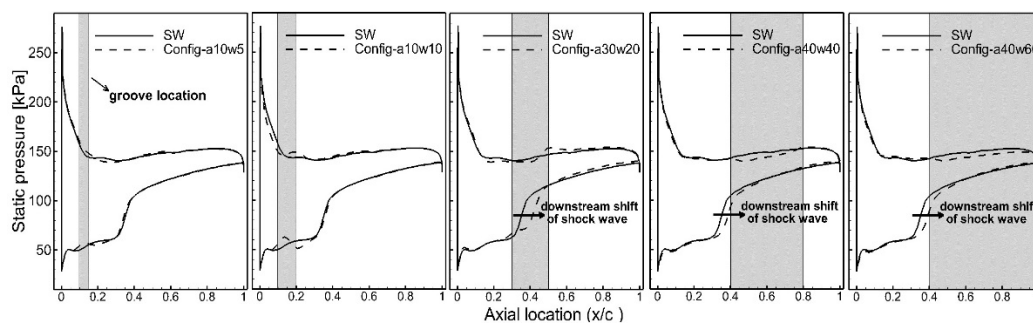 SW
Config-a10w5
groove location
SW
Config-a10w10
SW
Config-a30w20
downstream shift
of shock wave
SW
Config-a40w40
downstream shift
of shock wave
SW
Config-a40w60
downstream shift
of shock wave
Static pressure [kPa]
250
200
150
100
50
0 0.2 0.4 0.6 0.8 1
0 0.2 0.4 0.6 0.8 1
0 0.2 0.4 0.6 0.8 1
0 0.2 0.4 0.6 0.8 1
0 0.2 0.4 0.6 0.8 1
Axial location (x/c )